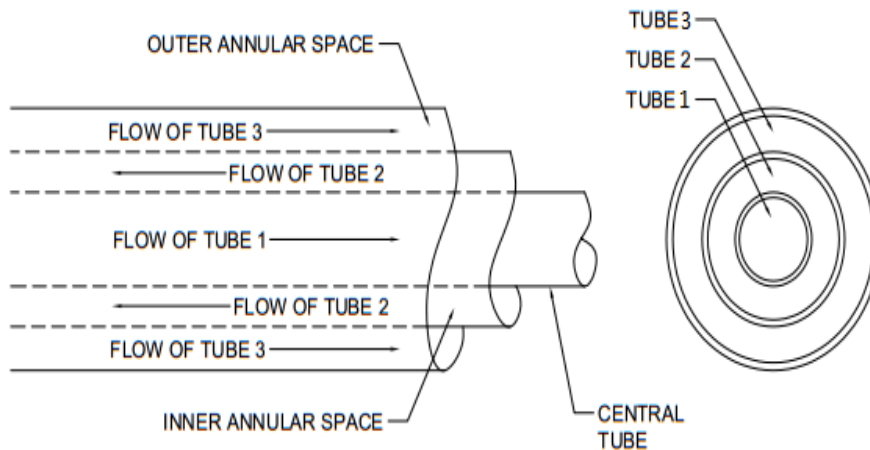 OUTER ANNULAR SPACE
FLOW OF TUBE 3
FLOW OF TUBE 2
FLOW OF TUBE 1
FLOW OF TUBE 2
FLOW OF TUBE 3
INNER ANNULAR SPACE
CENTRAL
TUBE
TUBE 3
TUBE 2
TUBE 1